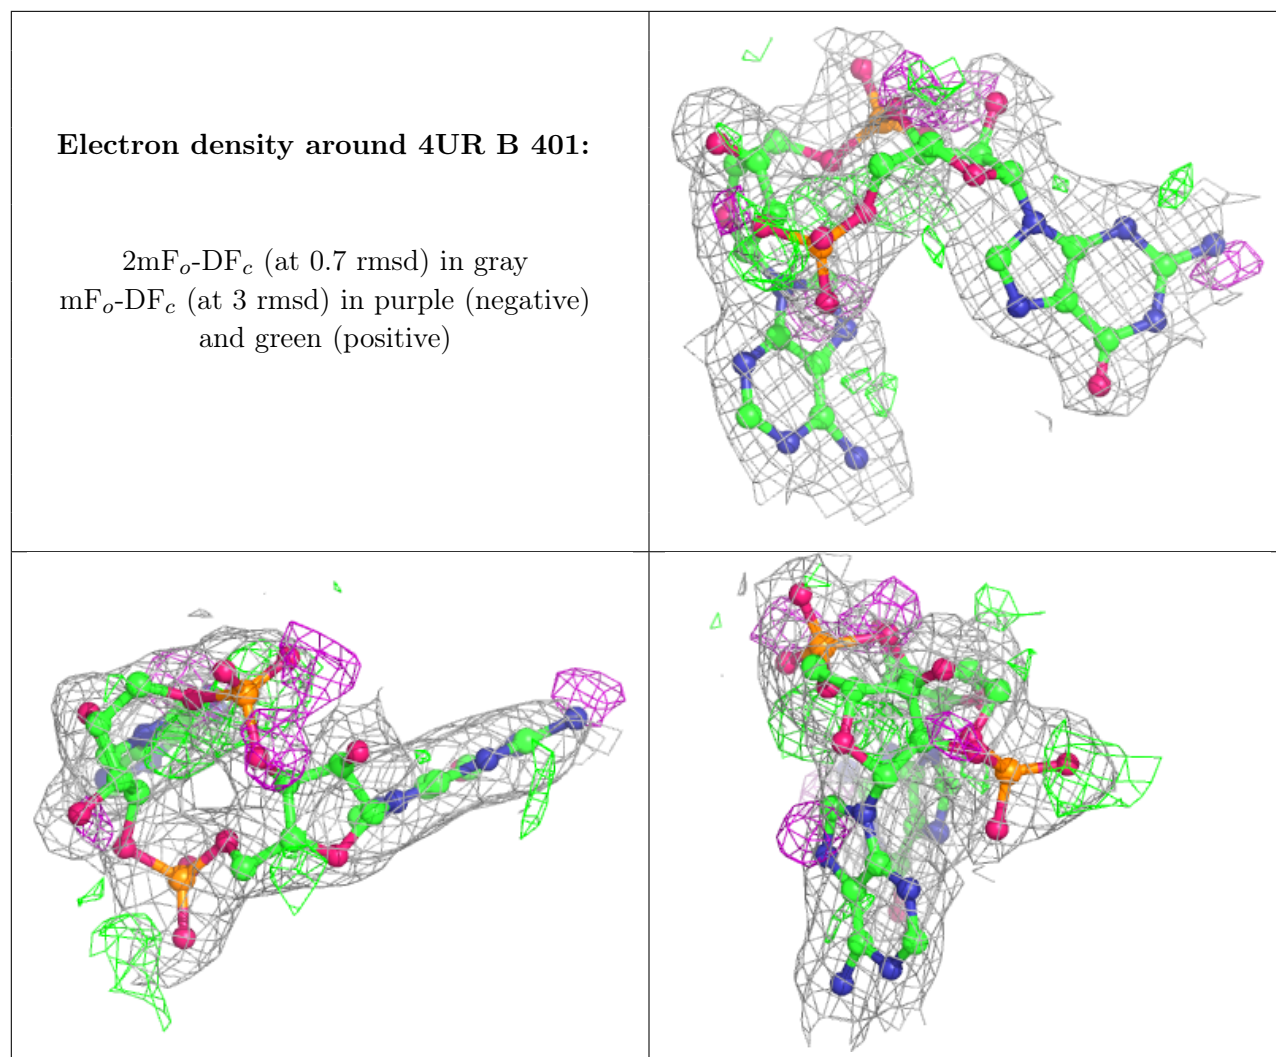 Electron density around 4UR B 401:
2mFo-DFc (at 0.7 rmsd) in gray
mFo-DFc (at 3 rmsd) in purple (negative)
and green (positive)